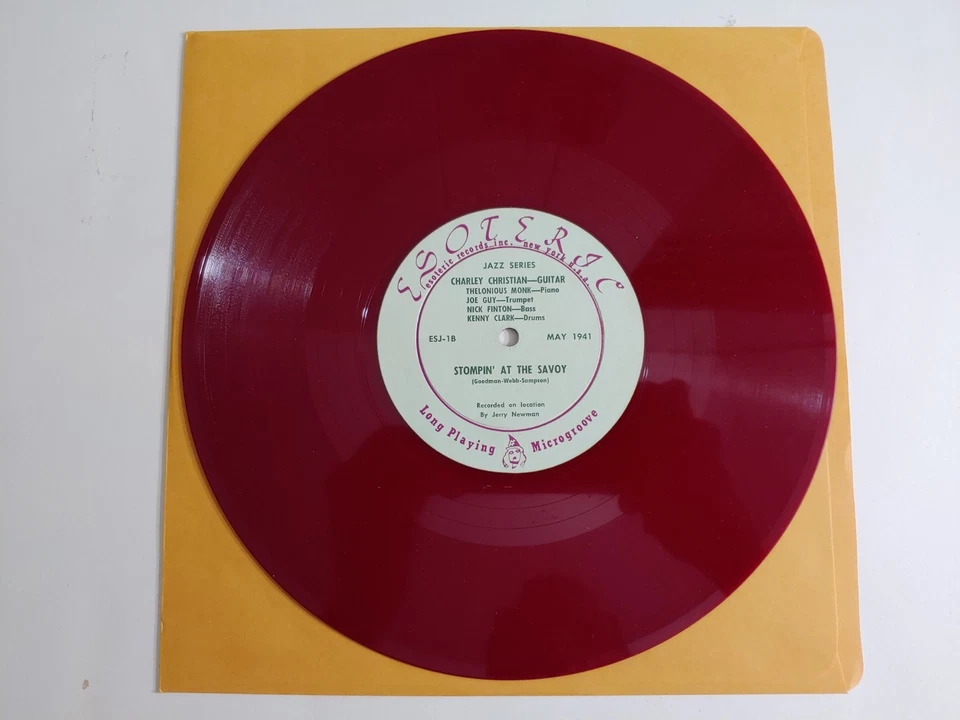 ESOTERIC
esoteric records inc. new york u.s.a.
JAZZ SERIES
CHARLEY CHRISTIAN—GUITAR
THELONIOUS MONK—Piano
JOE GUY—Trumpet
NICK FINTON—Bass
KENNY CLARK—Drums
ESJ-1B MAY 1941
STOMPIN' AT THE SAVOY
(Goodman-Webb-Sampson)
Recorded on location
By Jerry Newman
Long Playing Microgroove